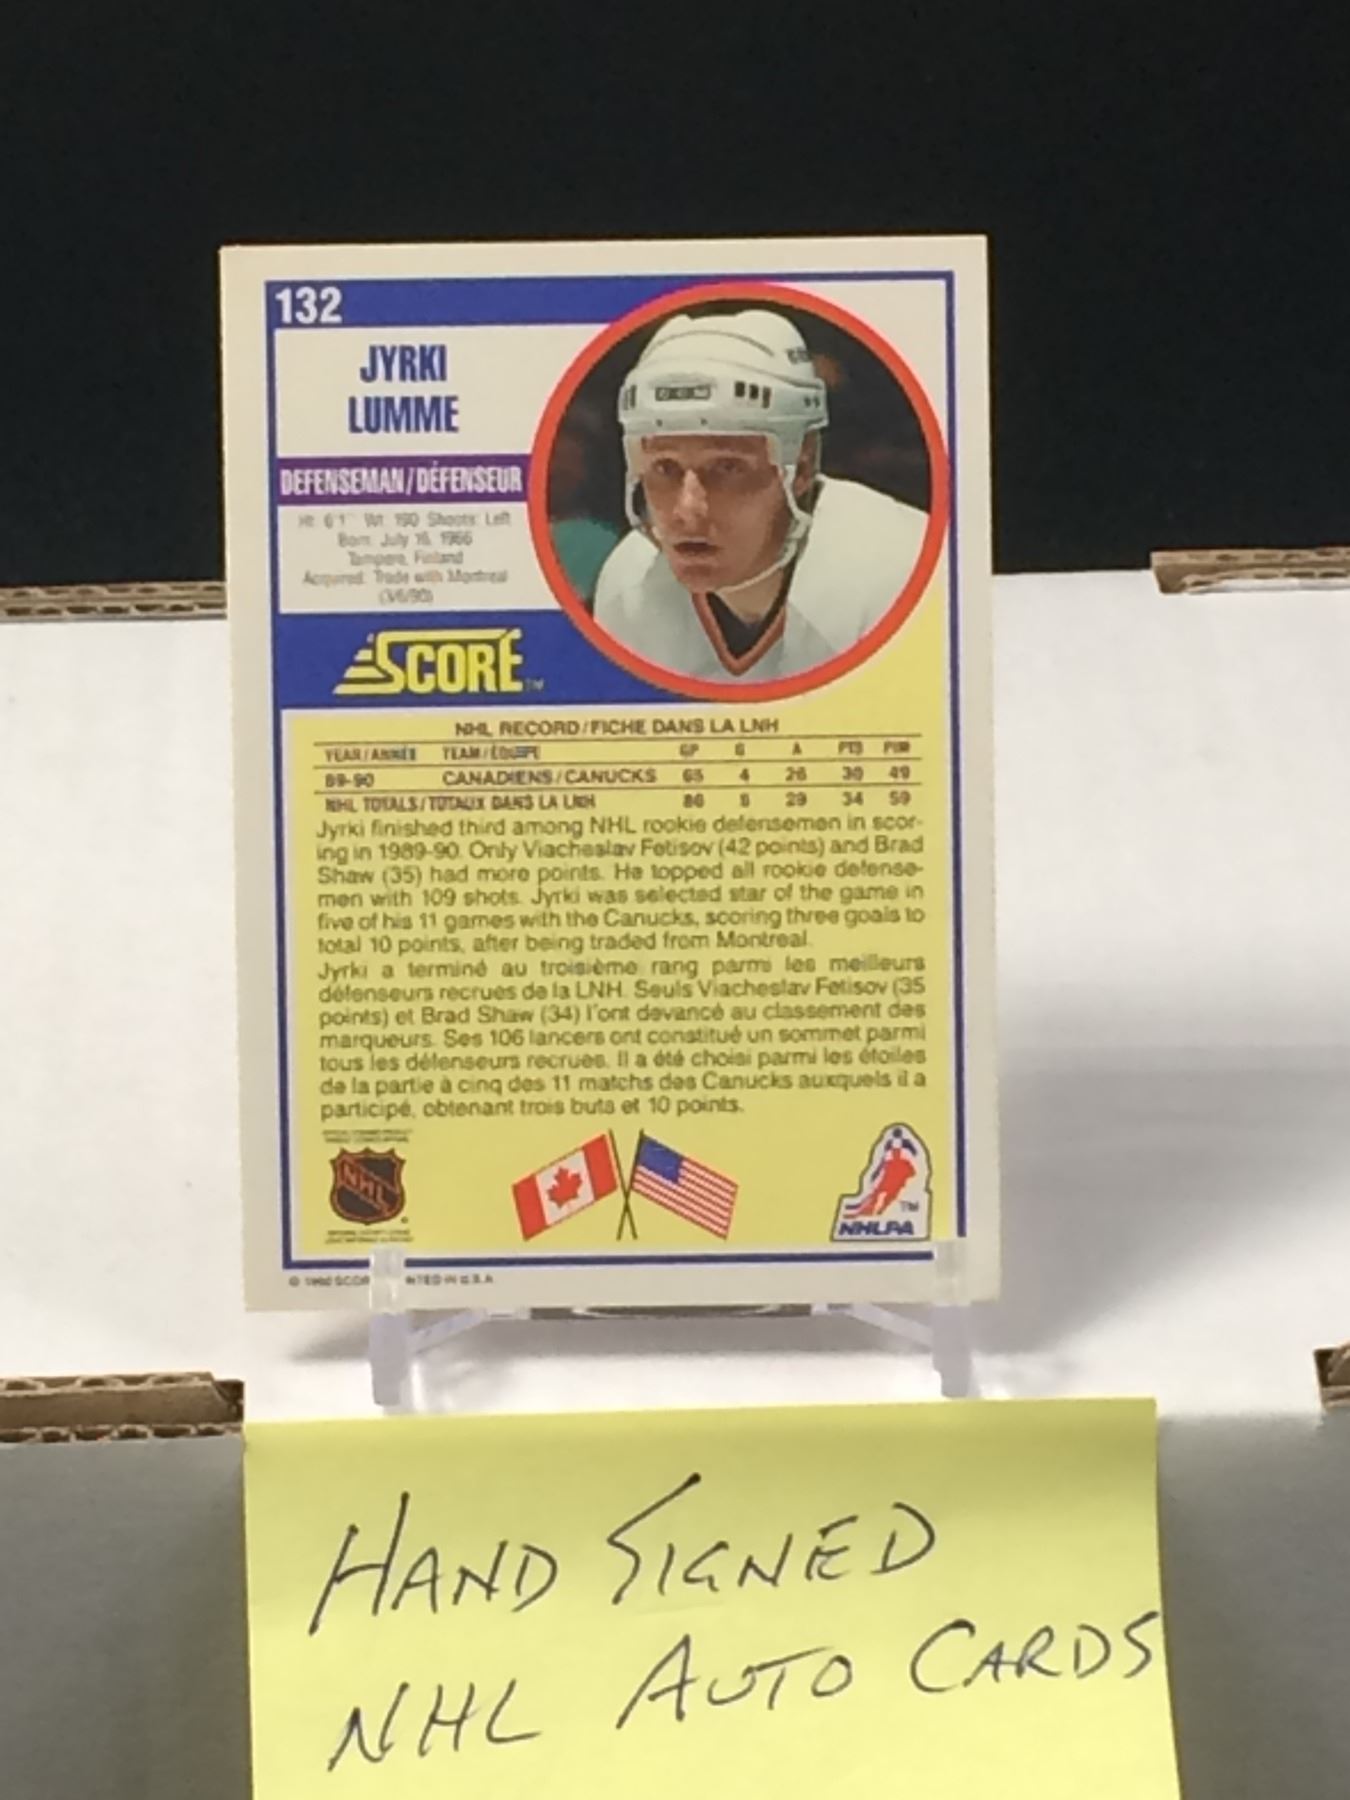 132
JYRKI
LUMME
DEFENSEMAN/DÉFENSEUR
Ht: 6'1" Wt: 190 Shoots: Left
Born: July 16, 1966
Tampere, Finland
Acquired: Trade with Montreal
(3/6/90)
SCORE™
NHL RECORD/FICHE DANS LA LNH
YEAR/ANNÉE TEAM/ÉQUIPE GP G A PTS PIM
89-90 CANADIENS/CANUCKS 65 4 26 30 49
NHL TOTALS/TOTAUX DANS LA LNH 86 5 29 34 59
Jyrki finished third among NHL rookie defensemen in scor-
ing in 1989-90. Only Viacheslav Fetisov (42 points) and Brad
Shaw (35) had more points. He topped all rookie defense-
men with 109 shots. Jyrki was selected star of the game in
five of his 11 games with the Canucks, scoring three goals to
total 10 points, after being traded from Montreal.
Jyrki a terminé au troisième rang parmi les meilleurs
défenseurs recrues de la LNH. Seuls Viacheslav Fetisov (35
points) et Brad Shaw (34) l'ont devancé au classement des
marqueurs. Ses 106 lancers ont constitué un sommet parmi
tous les défenseurs recrues. Il a été choisi parmi les étoiles
de la partie à cinq des 11 matchs des Canucks auxquels il a
participé, obtenant trois buts et 10 points.
NHL
TM
NHLPA
© 1990 SCOR NTED IN U.S.A.
HAND SIGNED
NHL AUTO CARDS